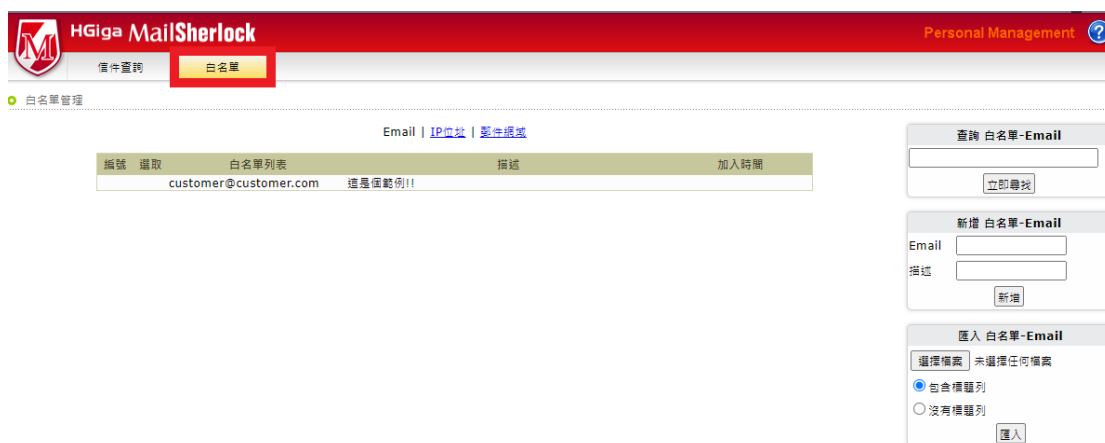 HGiga MailSherlock
Personal Management ?
信件查詢 白名單
白名單管理
Email | IP位址 | 郵件網域
編號 選取 白名單列表 描述 加入時間
customer@customer.com 這是個範例!!
查詢 白名單-Email
立即尋找
新增 白名單-Email
Email
描述
新增
匯入 白名單-Email
選擇檔案 未選擇任何檔案
包含標題列
沒有標題列
匯入